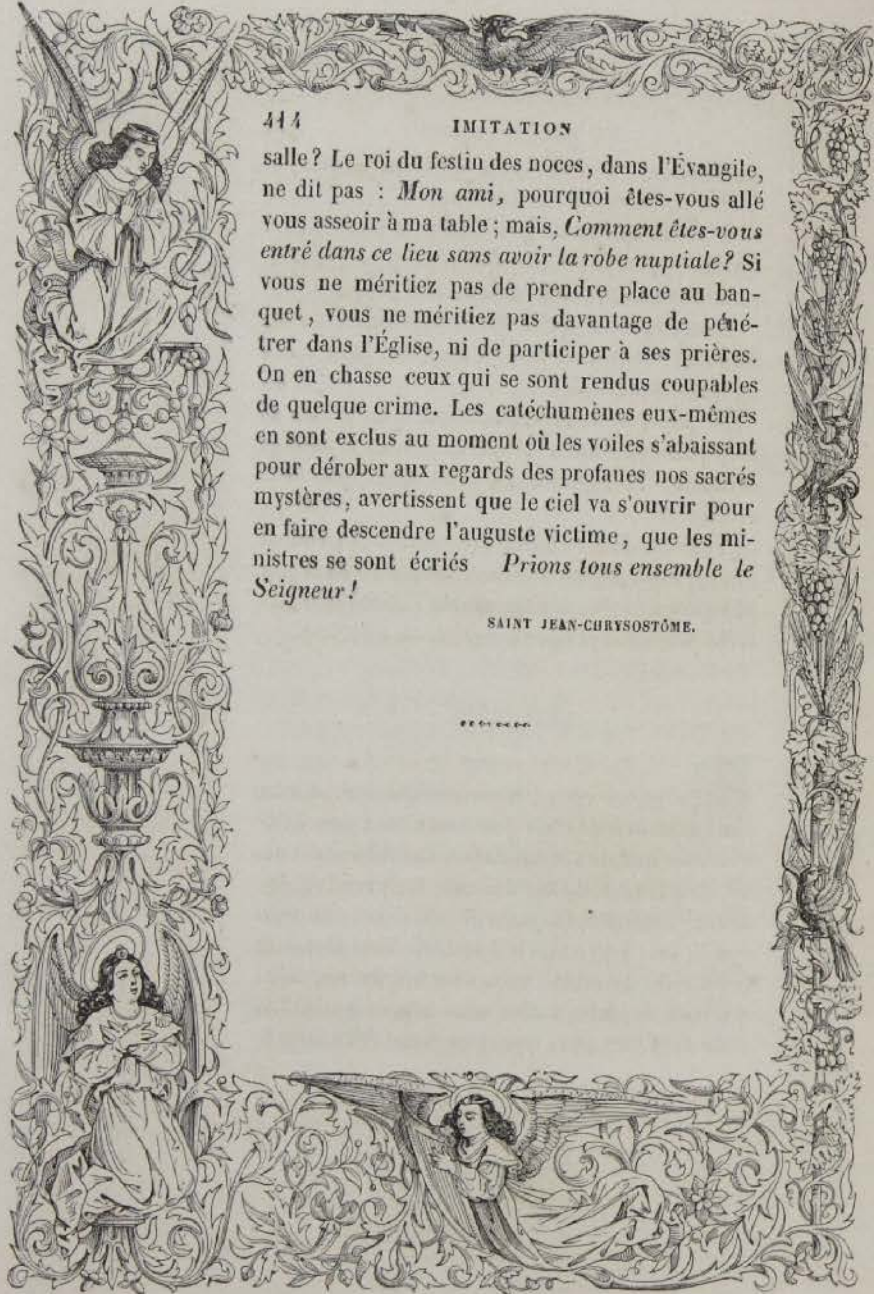 414 IMITATION
salle? Le roi du festin des noces, dans l'Évangile,
ne dit pas : Mon ami, pourquoi êtes-vous allé
vous asseoir à ma table ; mais, Comment êtes-vous
entré dans ce lieu sans avoir la robe nuptiale? Si
vous ne méritiez pas de prendre place au ban-
quet, vous ne méritiez pas davantage de péné-
trer dans l'Église, ni de participer à ses prières.
On en chasse ceux qui se sont rendus coupables
de quelque crime. Les catéchumènes eux-mêmes
en sont exclus au moment où les voiles s'abaissant
pour dérober aux regards des profanes nos sacrés
mystères, avertissent que le ciel va s'ouvrir pour
en faire descendre l'auguste victime, que les mi-
nistres se sont écriés Prions tous ensemble le
Seigneur!
SAINT JEAN-CHRYSOSTÔME.